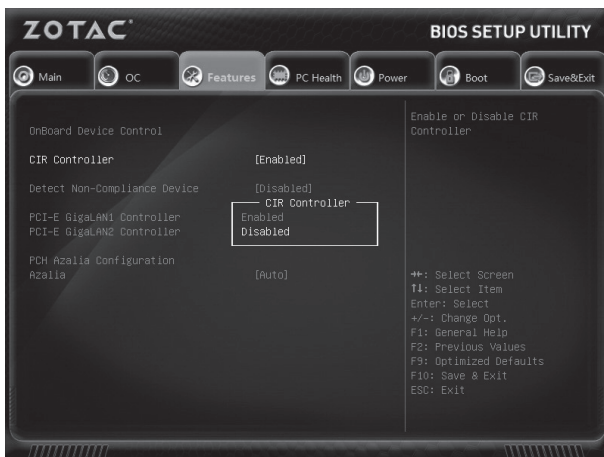 ZOTAC
BIOS SETUP UTILITY
Main OC Features PC Health Power Boot Save&Exit
OnBoard Device Control
CIR Controller [Enabled]
Detect Non-Compliance Device [Disabled]
PCI-E GigaLAN1 Controller
PCI-E GigaLAN2 Controller
CIR Controller
Enabled
Disabled
PCH Azalia Configuration
Azalia [Auto]
Enable or Disable CIR
Controller
→←: Select Screen
↑↓: Select Item
Enter: Select
+/-: Change Opt.
F1: General Help
F2: Previous Values
F9: Optimized Defaults
F10: Save & Exit
ESC: Exit